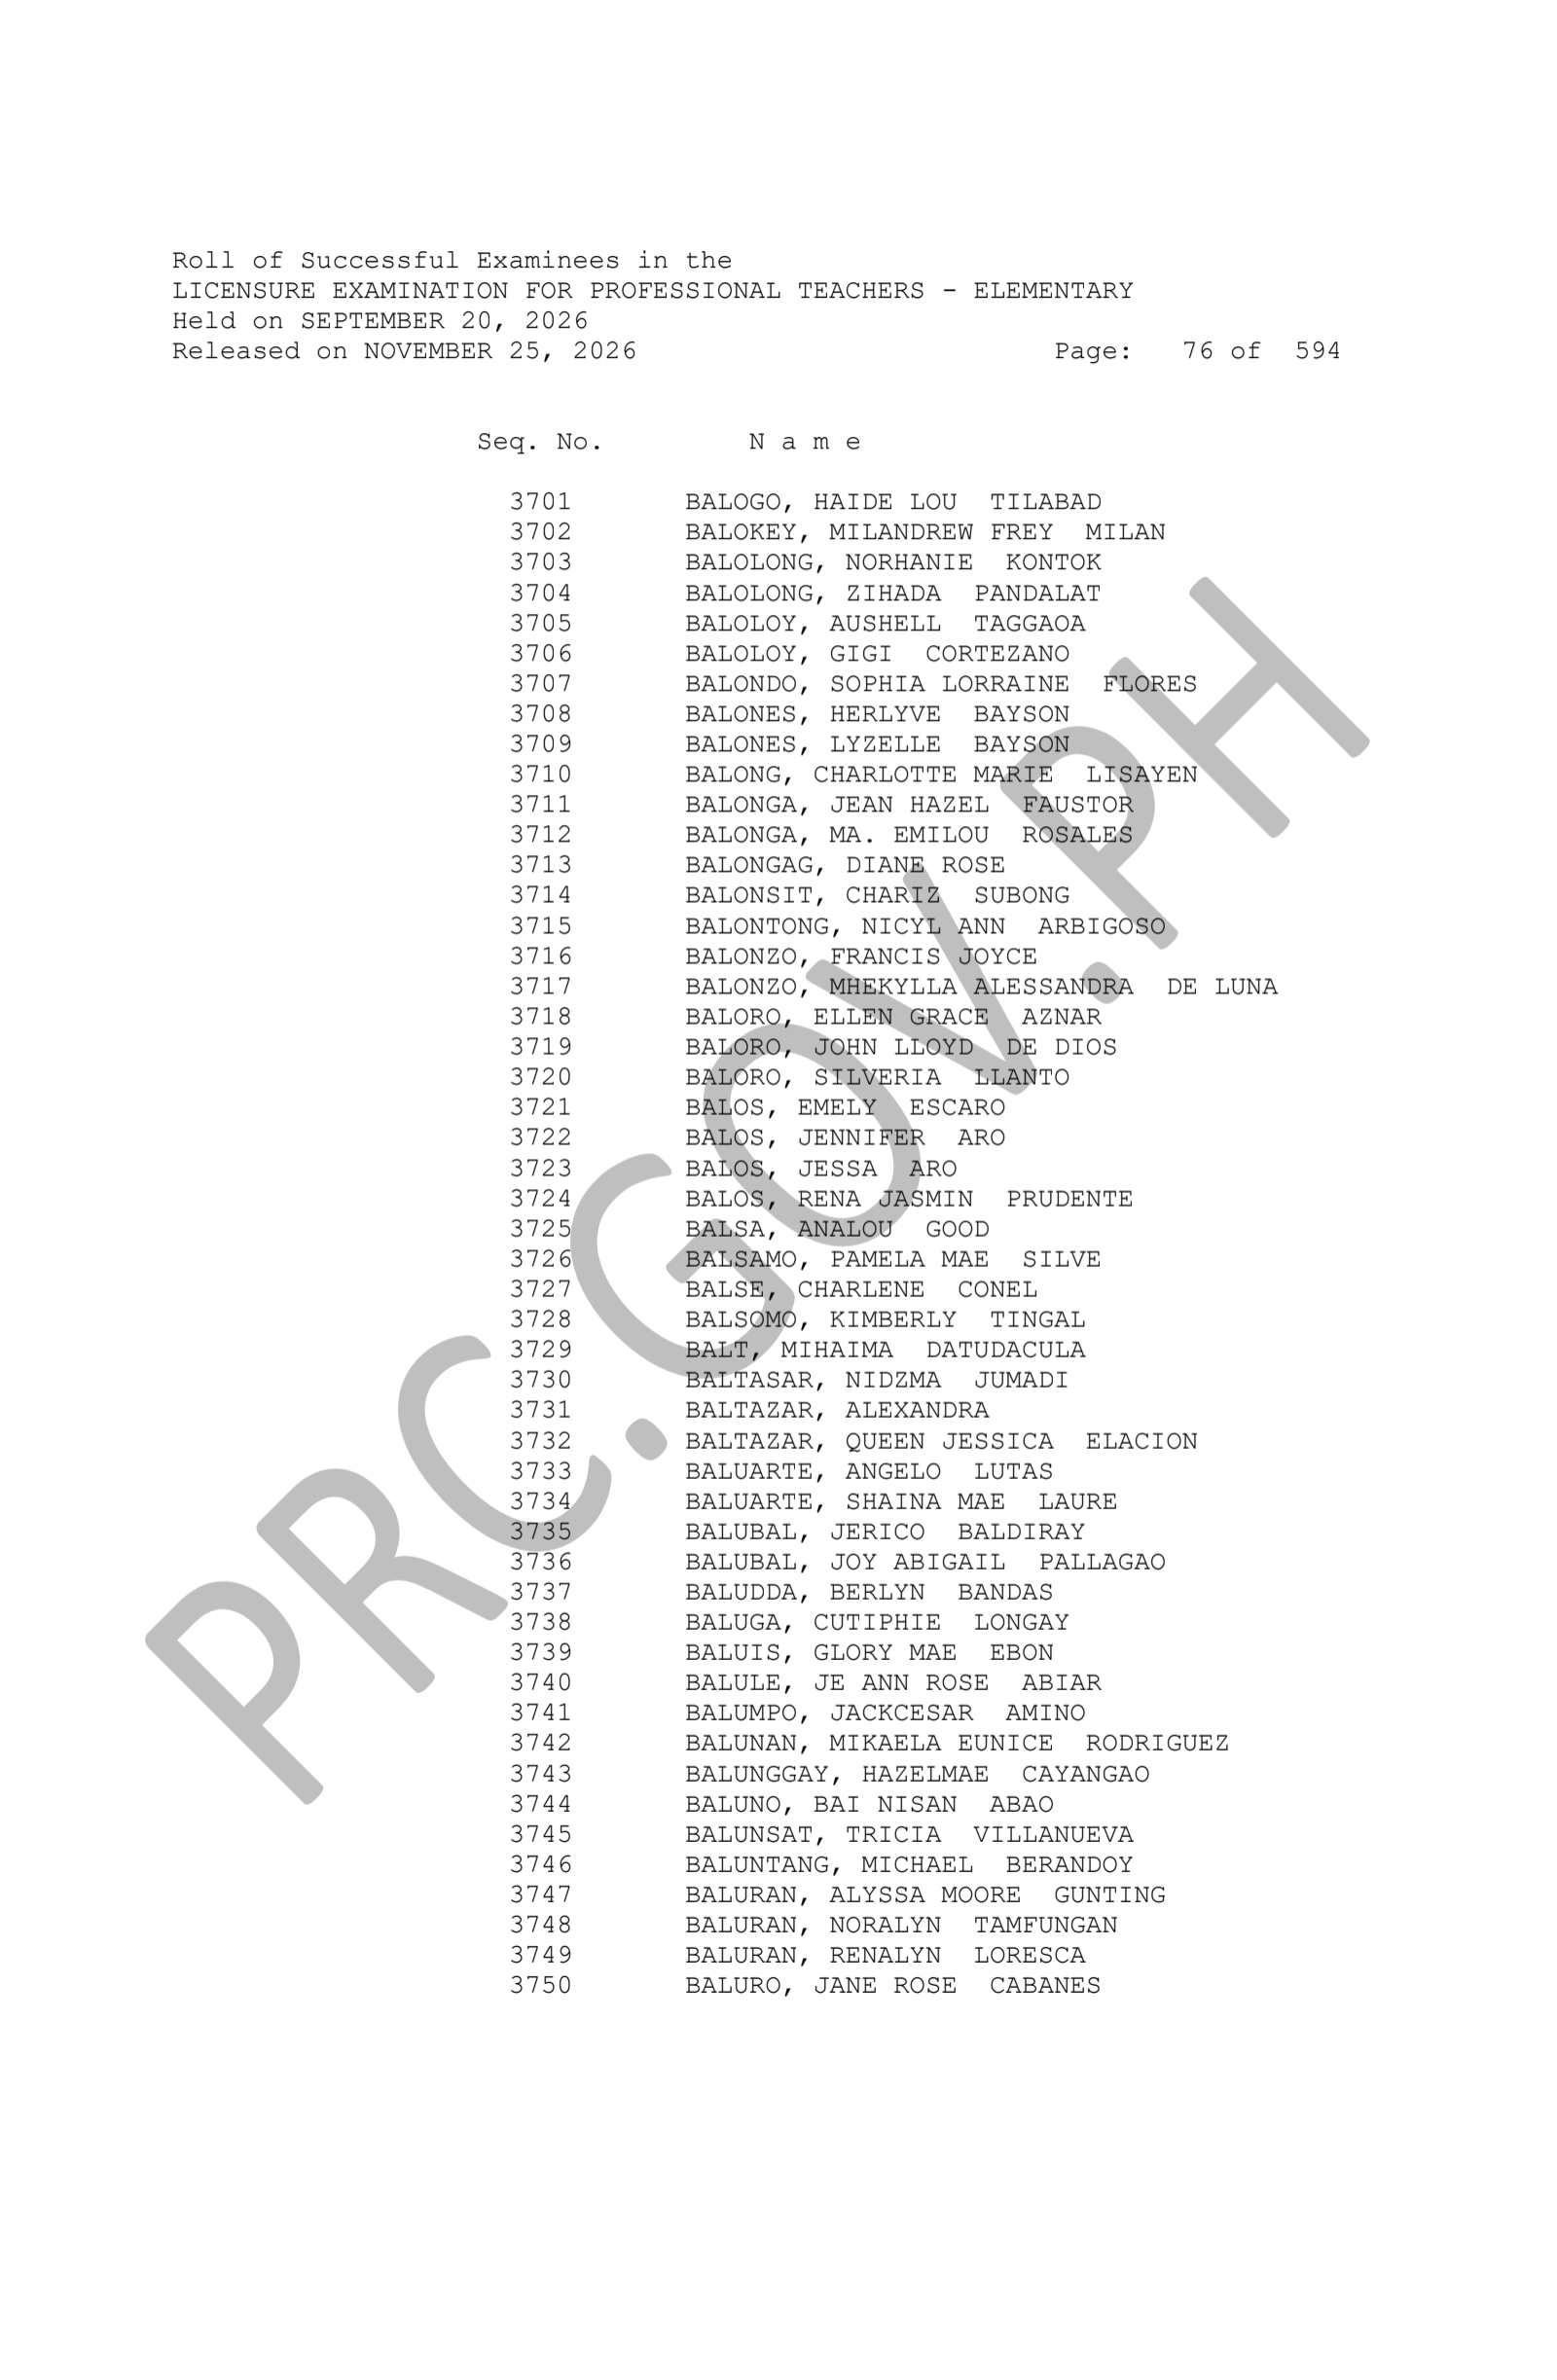 Roll of Successful Examinees in the
LICENSURE EXAMINATION FOR PROFESSIONAL TEACHERS - ELEMENTARY
Held on SEPTEMBER 20, 2026
Released on NOVEMBER 25, 2026 Page: 76 of 594
Seq. No. N a m e
3701 BALOGO, HAIDE LOU TILABAD
3702 BALOKEY, MILANDREW FREY MILAN
3703 BALOLONG, NORHANIE KONTOK
3704 BALOLONG, ZIHADA PANDALAT
3705 BALOLOY, AUSHELL TAGGAOA
3706 BALOLOY, GIGI CORTEZANO
3707 BALONDO, SOPHIA LORRAINE FLORES
3708 BALONES, HERLYVE BAYSON
3709 BALONES, LYZELLE BAYSON
3710 BALONG, CHARLOTTE MARIE LISAYEN
3711 BALONGA, JEAN HAZEL FAUSTOR
3712 BALONGA, MA. EMILOU ROSALES
3713 BALONGAG, DIANE ROSE
3714 BALONSIT, CHARIZ SUBONG
3715 BALONTONG, NICYL ANN ARBIGOSO
3716 BALONZO, FRANCIS JOYCE
3717 BALONZO, MHEKYLLA ALESSANDRA DE LUNA
3718 BALORO, ELLEN GRACE AZNAR
3719 BALORO, JOHN LLOYD DE DIOS
3720 BALORO, SILVERIA LLANTO
3721 BALOS, EMELY ESCARO
3722 BALOS, JENNIFER ARO
3723 BALOS, JESSA ARO
3724 BALOS, RENA JASMIN PRUDENTE
3725 BALSA, ANALOU GOOD
3726 BALSAMO, PAMELA MAE SILVE
3727 BALSE, CHARLENE CONEL
3728 BALSOMO, KIMBERLY TINGAL
3729 BALT, MIHAIMA DATUDACULA
3730 BALTASAR, NIDZMA JUMADI
3731 BALTAZAR, ALEXANDRA
3732 BALTAZAR, QUEEN JESSICA ELACION
3733 BALUARTE, ANGELO LUTAS
3734 BALUARTE, SHAINA MAE LAURE
3735 BALUBAL, JERICO BALDIRAY
3736 BALUBAL, JOY ABIGAIL PALLAGAO
3737 BALUDDA, BERLYN BANDAS
3738 BALUGA, CUTIPHIE LONGAY
3739 BALUIS, GLORY MAE EBON
3740 BALULE, JE ANN ROSE ABIAR
3741 BALUMPO, JACKCESAR AMINO
3742 BALUNAN, MIKAELA EUNICE RODRIGUEZ
3743 BALUNGGAY, HAZELMAE CAYANGAO
3744 BALUNO, BAI NISAN ABAO
3745 BALUNSAT, TRICIA VILLANUEVA
3746 BALUNTANG, MICHAEL BERANDOY
3747 BALURAN, ALYSSA MOORE GUNTING
3748 BALURAN, NORALYN TAMFUNGAN
3749 BALURAN, RENALYN LORESCA
3750 BALURO, JANE ROSE CABANES
PRC.GOV.PH